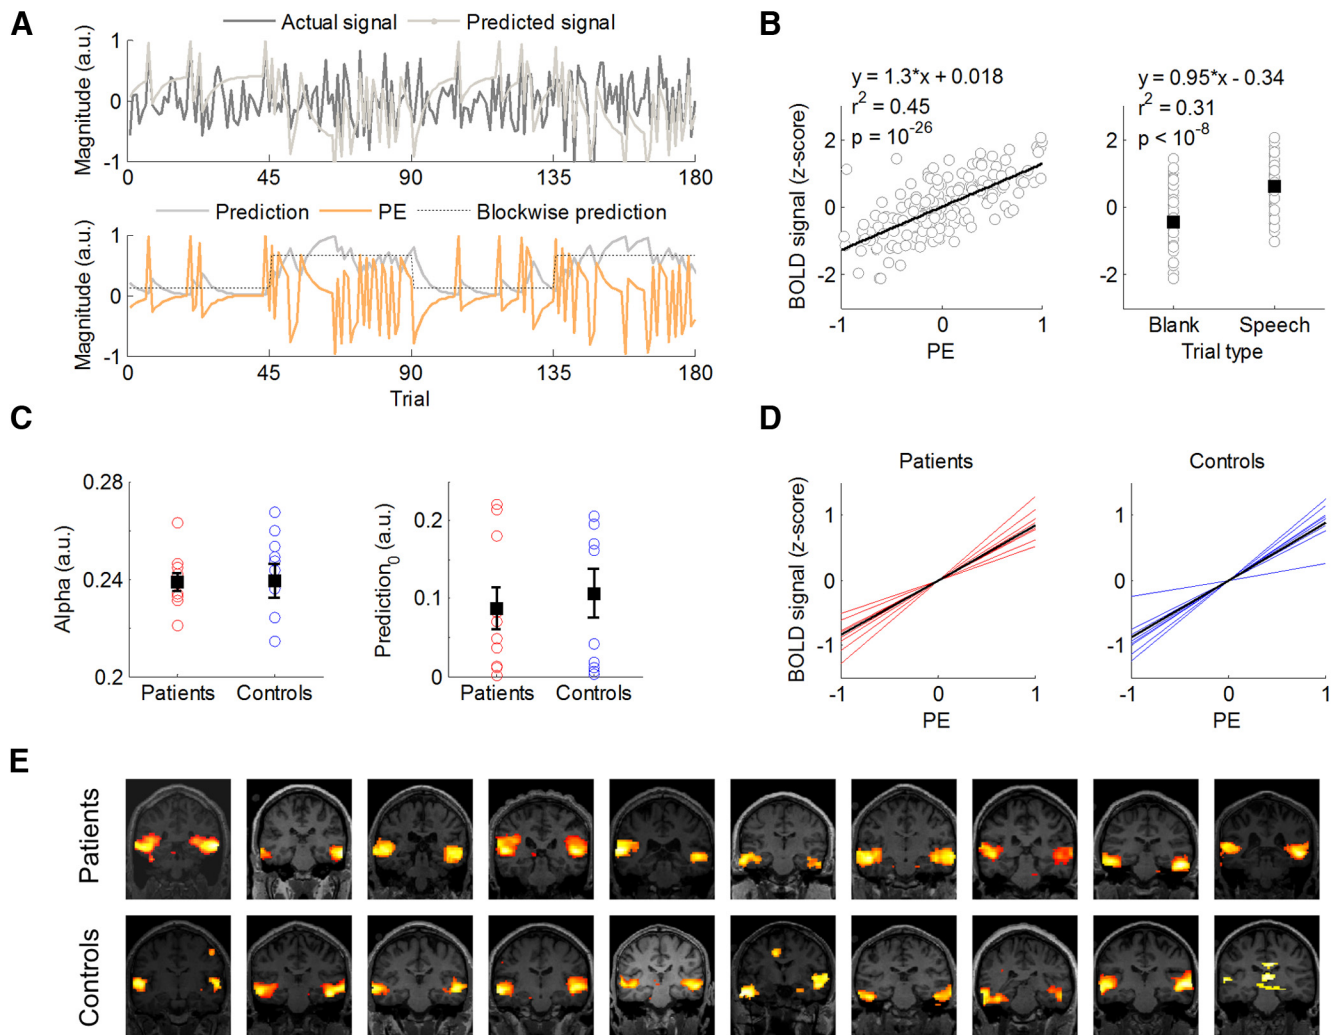 A
Actual signal Predicted signal
Magnitude (a.u.)
1
0
-1
0 45 90 135 180
Prediction PE Blockwise prediction
Magnitude (a.u.)
1
0
-1
0 45 90 135 180
Trial
B
y = 1.3*x + 0.018
r² = 0.45
p = 10⁻²⁶
BOLD signal (z-score)
2
0
-2
-1 0 1
PE
y = 0.95*x - 0.34
r² = 0.31
p < 10⁻⁸
2
0
-2
Blank Speech
Trial type
C
Alpha (a.u.)
0.28
0.24
0.2
Patients Controls
Prediction₀ (a.u.)
0.2
0.1
0
Patients Controls
D
Patients
BOLD signal (z-score)
1
0
-1
-1 0 1
PE
Controls
1
0
-1
-1 0 1
PE
E
Patients
Controls